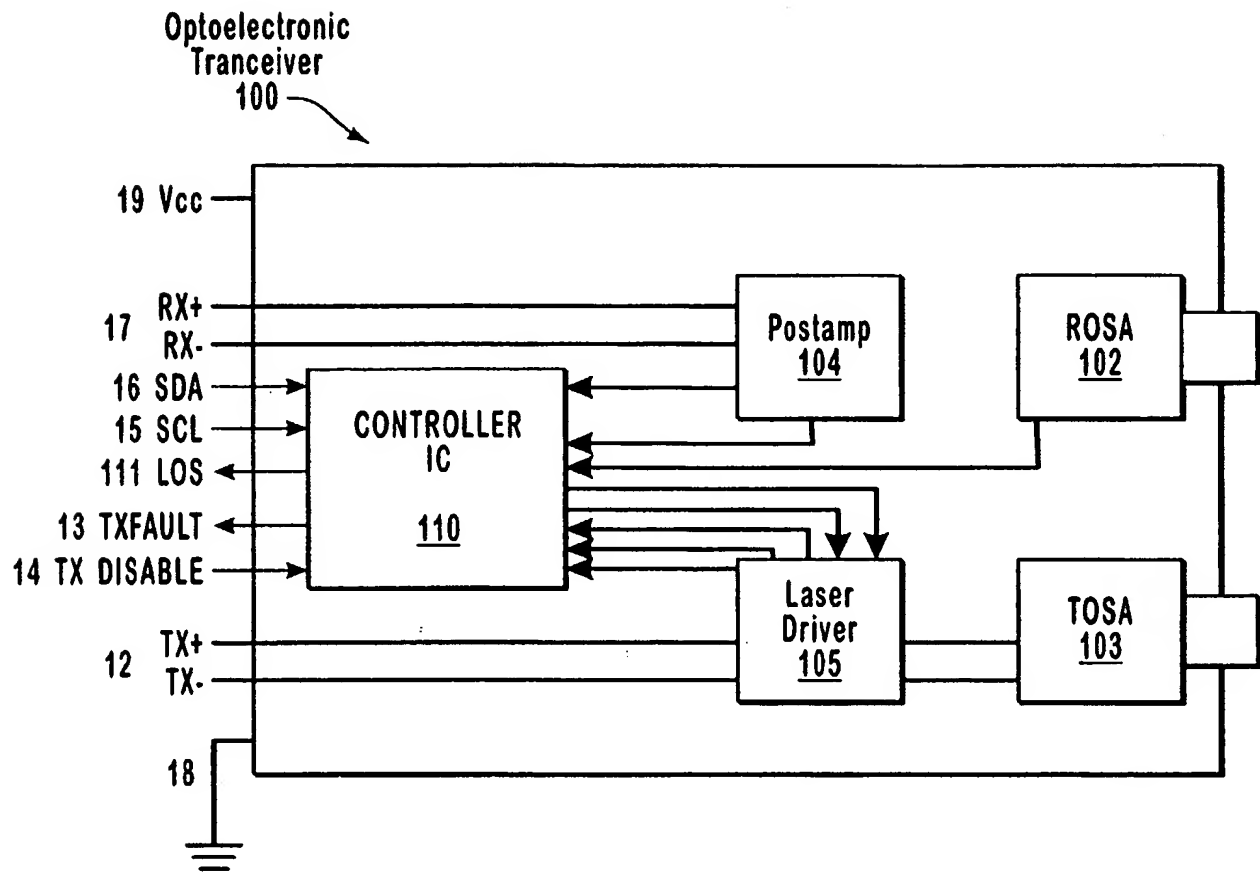 Optoelectronic
Tranceiver
100
19 Vcc
17
RX+
RX-
16 SDA
15 SCL
111 LOS
13 TXFAULT
14 TX DISABLE
12
TX+
TX-
18
CONTROLLER
IC
110
Postamp
104
ROSA
102
Laser
Driver
105
TOSA
103